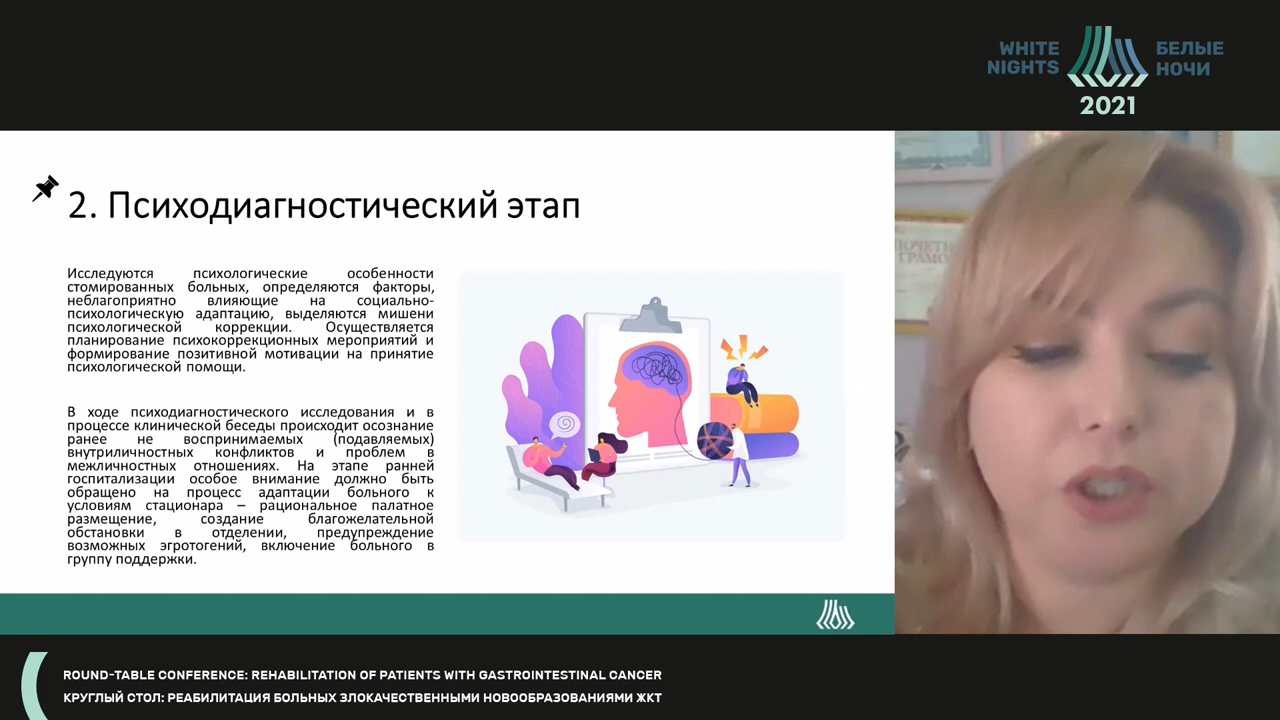 WHITE
NIGHTS
БЕЛЫЕ
НОЧИ
2021
2. Психодиагностический этап
Исследуются психологические особенности
стомированных больных, определяются факторы,
неблагоприятно влияющие на социально-
психологическую адаптацию, выделяются мишени
психологической коррекции. Осуществляется
планирование психокоррекционных мероприятий и
формирование позитивной мотивации на принятие
психологической помощи.
В ходе психодиагностического исследования и в
процессе клинической беседы происходит осознание
ранее не воспринимаемых (подавляемых)
внутриличностных конфликтов и проблем в
межличностных отношениях. На этапе ранней
госпитализации особое внимание должно быть
обращено на процесс адаптации больного к
условиям стационара – рациональное палатное
размещение, создание благожелательной
обстановки в отделении, предупреждение
возможных эгротогений, включение больного в
группу поддержки.
ROUND-TABLE CONFERENCE: REHABILITATION OF PATIENTS WITH GASTROINTESTINAL CANCER
КРУГЛЫЙ СТОЛ: РЕАБИЛИТАЦИЯ БОЛЬНЫХ ЗЛОКАЧЕСТВЕННЫМИ НОВООБРАЗОВАНИЯМИ ЖКТ